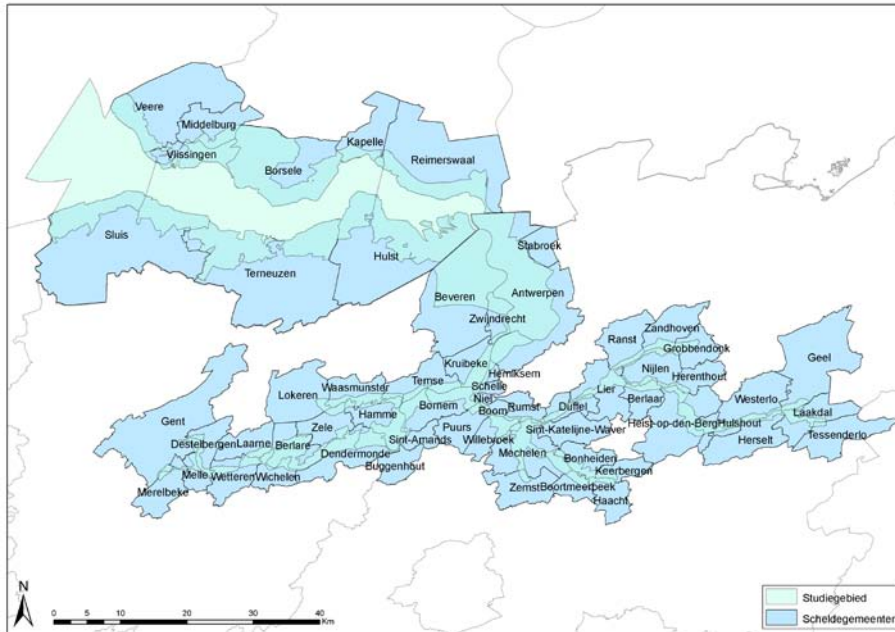 Veere
Middelburg
Vlissingen
Kapelle
Reimerswaal
Borsele
Sluis
Terneuzen
Hulst
Stabroek
Beveren
Antwerpen
Zwijndrecht
Ranst
Zandhoven
Grobbendonk
Geel
Kruibeke
Hemiksem
Nijlen
Herenthout
Lokeren
Waasmunster
Temse
Schelle
Lier
Westerlo
Niel
Berlaar
Laakdal
Hamme
Bornem
Boom
Rumst
Duffel
Gent
Zele
Heist-op-den-Berg
Hulshout
Destelbergen
Laarne
Berlare
Sint-Amands
Puurs
Willebroek
Sint-Katelijne-Waver
Herselt
Tessenderlo
Dendermonde
Mechelen
Bonheiden
Melle
Wetteren
Wichelen
Buggenhout
Keerbergen
Merelbeke
Zemst
Boortmeerbeek
Haacht
N
0 5 10 20 30 40
Km
Studiegebied
Scheldegemeenten